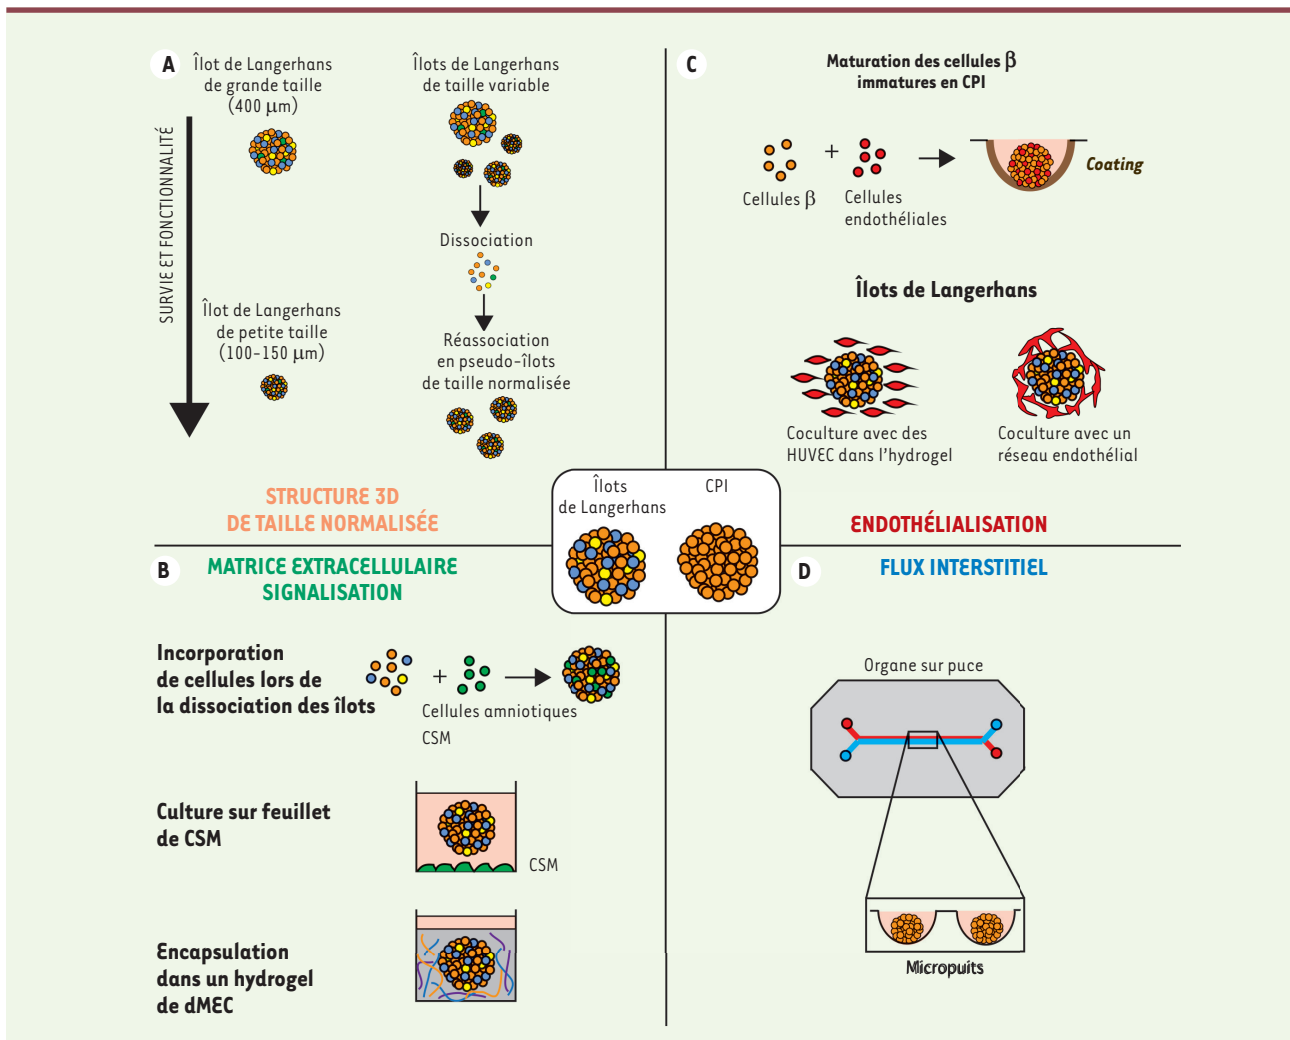 A
Îlot de Langerhans
de grande taille
(400 µm)
Îlots de Langerhans
de taille variable
SURVIE ET FONCTIONNALITÉ
Dissociation
Îlot de Langerhans
de petite taille
(100-150 µm)
Réassociation
en pseudo-îlots
de taille normalisée
STRUCTURE 3D
DE TAILLE NORMALISÉE
C
Maturation des cellules β
immatures en CPI
+
Coating
Cellules β
Cellules
endothéliales
Îlots de Langerhans
Coculture avec des
HUVEC dans l'hydrogel
Coculture avec un
réseau endothélial
ENDOTHÉLIALISATION
Îlots
de Langerhans
CPI
B
MATRICE EXTRACELLULAIRE
SIGNALISATION
Incorporation
de cellules lors de
la dissociation des îlots
+
Cellules amniotiques
CSM
Culture sur feuillet
de CSM
CSM
Encapsulation
dans un hydrogel
de dMEC
D
FLUX INTERSTITIEL
Organe sur puce
Micropuits